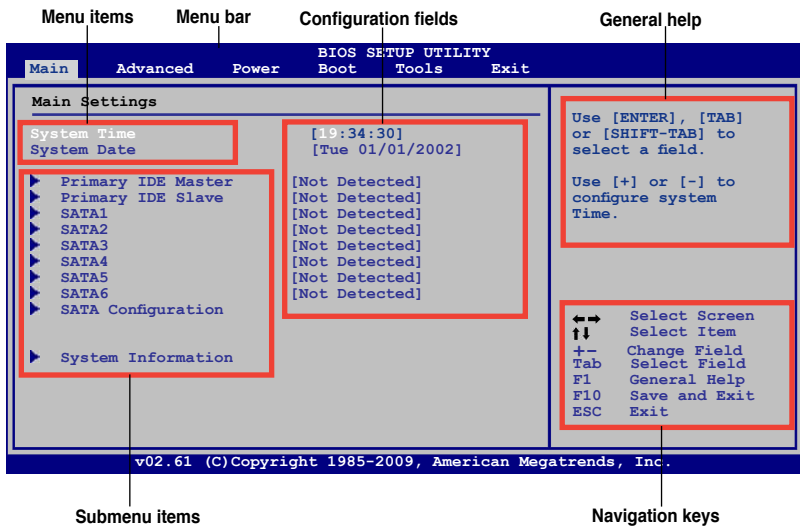 Menu items Menu bar Configuration fields General help
BIOS SETUP UTILITY
Main Advanced Power Boot Tools Exit
Main Settings
System Time [19:34:30]
System Date [Tue 01/01/2002]
Primary IDE Master [Not Detected]
Primary IDE Slave [Not Detected]
SATA1 [Not Detected]
SATA2 [Not Detected]
SATA3 [Not Detected]
SATA4 [Not Detected]
SATA5 [Not Detected]
SATA6 [Not Detected]
SATA Configuration
System Information
Use [ENTER], [TAB]
or [SHIFT-TAB] to
select a field.
Use [+] or [-] to
configure system
Time.
←→ Select Screen
↑↓ Select Item
+- Change Field
Tab Select Field
F1 General Help
F10 Save and Exit
ESC Exit
v02.61 (C)Copyright 1985-2009, American Megatrends, Inc.
Submenu items Navigation keys